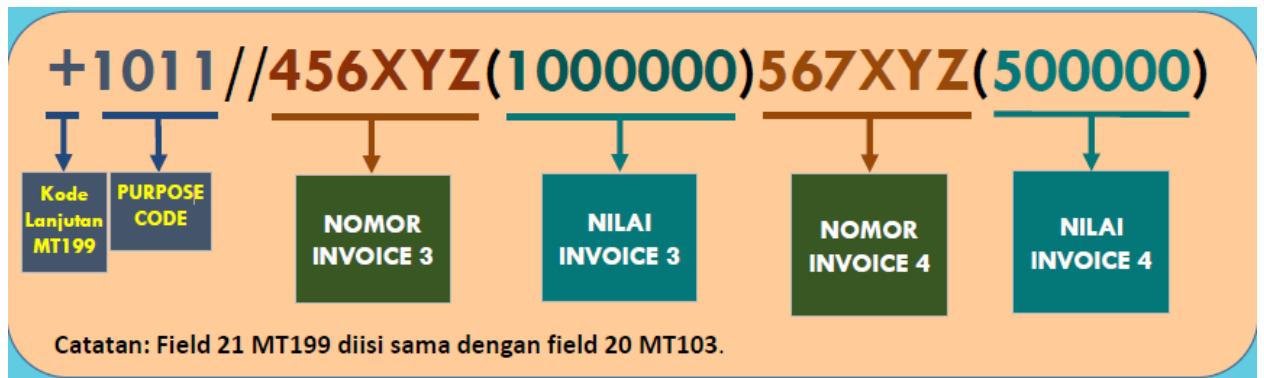 +1011//456XYZ(1000000)567XYZ(500000)
Kode
Lanjutan
MT199
PURPOSE
CODE
NOMOR
INVOICE 3
NILAI
INVOICE 3
NOMOR
INVOICE 4
NILAI
INVOICE 4
Catatan: Field 21 MT199 diisi sama dengan field 20 MT103.